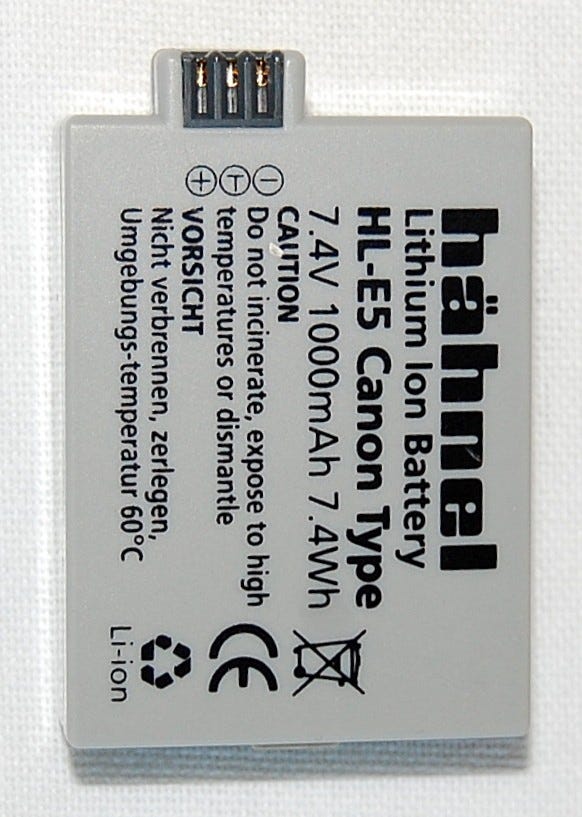 hähnel
Lithium Ion Battery
HL-E5 Canon Type
7.4V 1000mAh 7.4Wh
CAUTION
Do not incinerate, expose to high
temperatures or dismantle
VORSICHT
Nicht verbrennen, zerlegen,
Umgebungs-temperatur 60°C
− T +
CE
Li-ion